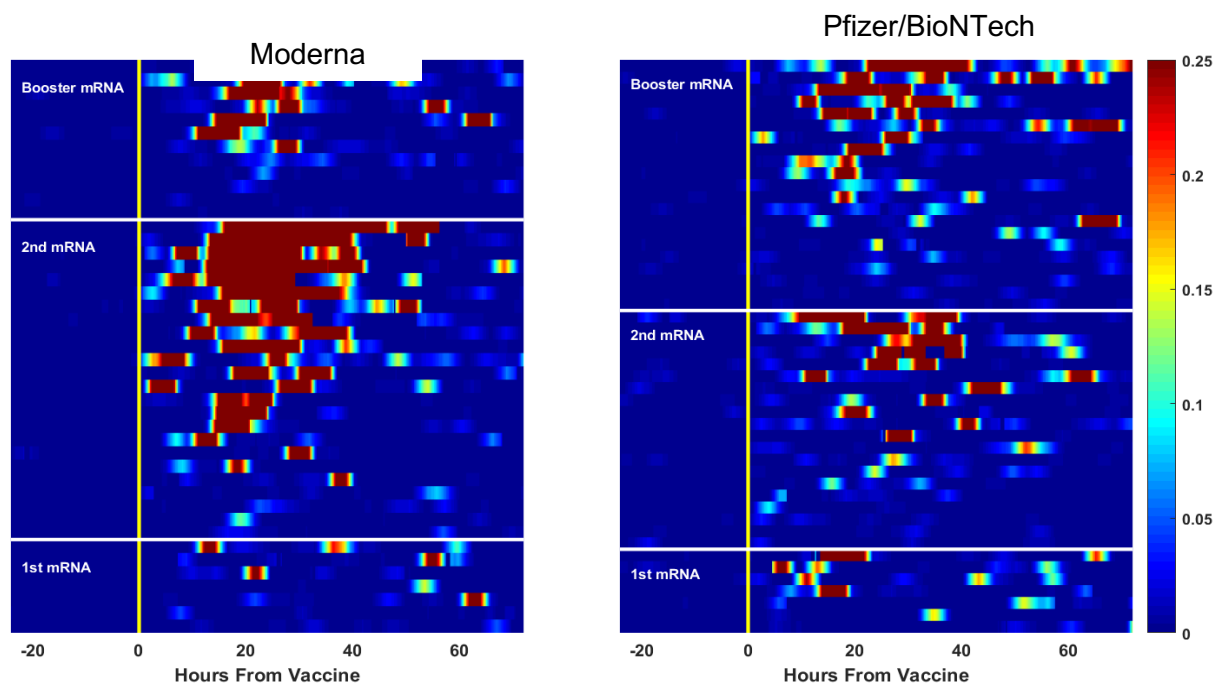 Moderna
Booster mRNA
2nd mRNA
1st mRNA
-20 0 20 40 60
Hours From Vaccine
Pfizer/BioNTech
Booster mRNA
2nd mRNA
1st mRNA
-20 0 20 40 60
Hours From Vaccine
0.25
0.2
0.15
0.1
0.05
0